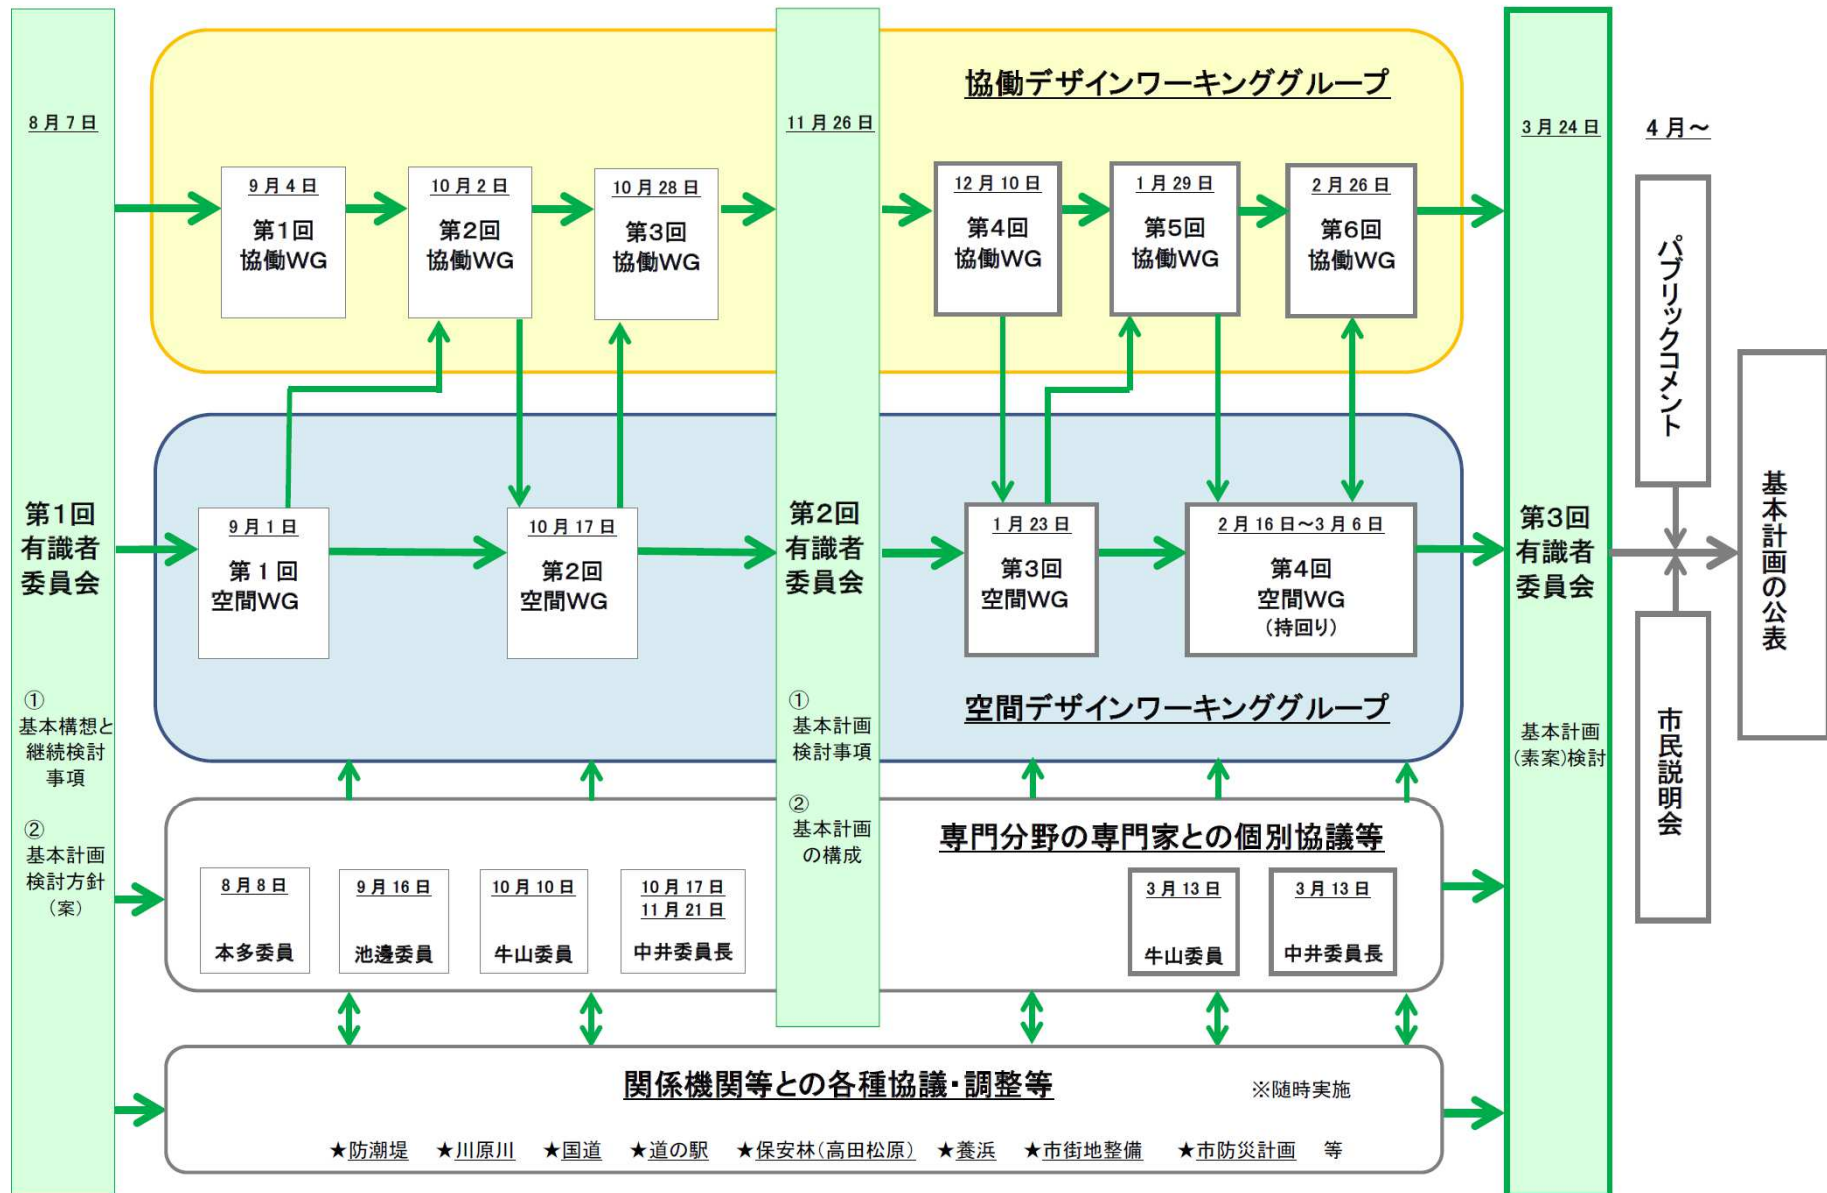 8月7日
第1回
有識者
委員会
①
基本構想と
継続検討
事項
②
基本計画
検討方針
（案）
協働デザインワーキンググループ
9月4日
第1回
協働WG
10月2日
第2回
協働WG
10月28日
第3回
協働WG
12月10日
第4回
協働WG
1月29日
第5回
協働WG
2月26日
第6回
協働WG
9月1日
第1回
空間WG
10月17日
第2回
空間WG
1月23日
第3回
空間WG
2月16日～3月6日
第4回
空間WG
(持回り)
空間デザインワーキンググループ
11月26日
第2回
有識者
委員会
①
基本計画
検討事項
②
基本計画
の構成
専門分野の専門家との個別協議等
8月8日
本多委員
9月16日
池邊委員
10月10日
牛山委員
10月17日
11月21日
中井委員長
3月13日
牛山委員
3月13日
中井委員長
関係機関等との各種協議・調整等
※随時実施
★防潮堤 ★川原川 ★国道 ★道の駅 ★保安林(高田松原) ★養浜 ★市街地整備 ★市防災計画 等
3月24日
第3回
有識者
委員会
基本計画
(素案)検討
4月～
パブリックコメント
市民説明会
基本計画の公表